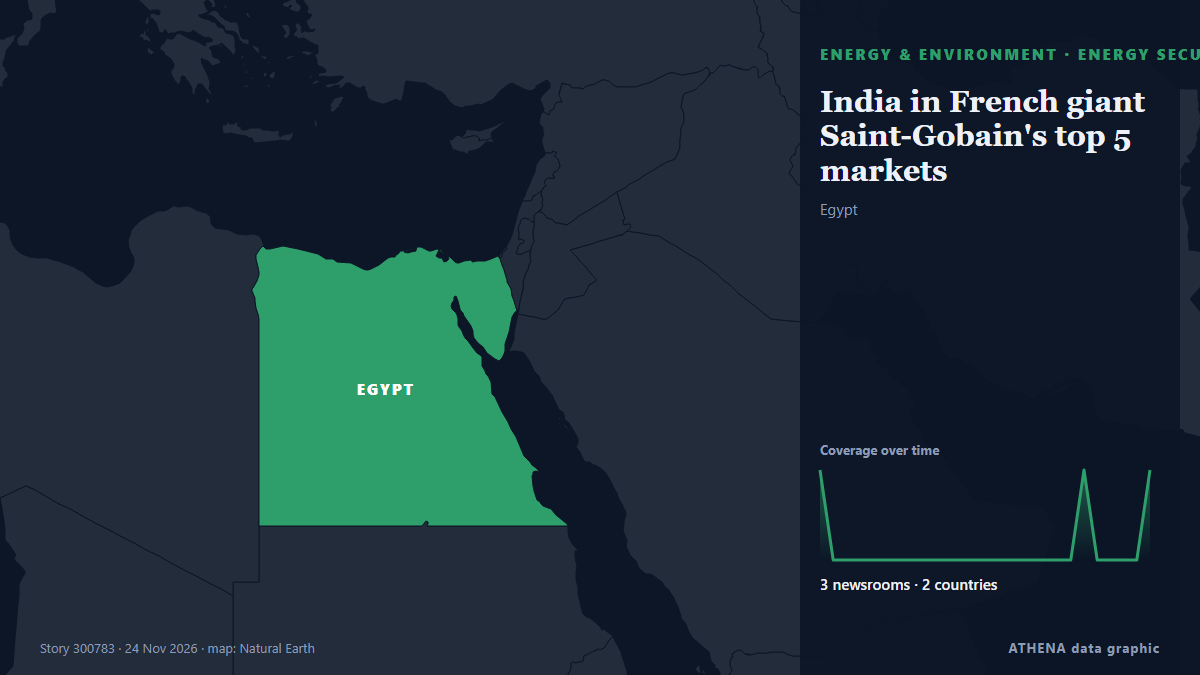 ENERGY & ENVIRONMENT · ENERGY SECU
India in French giant
Saint-Gobain's top 5
markets
Egypt
EGYPT
Coverage over time
3 newsrooms · 2 countries
Story 300783 · 24 Nov 2026 · map: Natural Earth
ATHENA data graphic